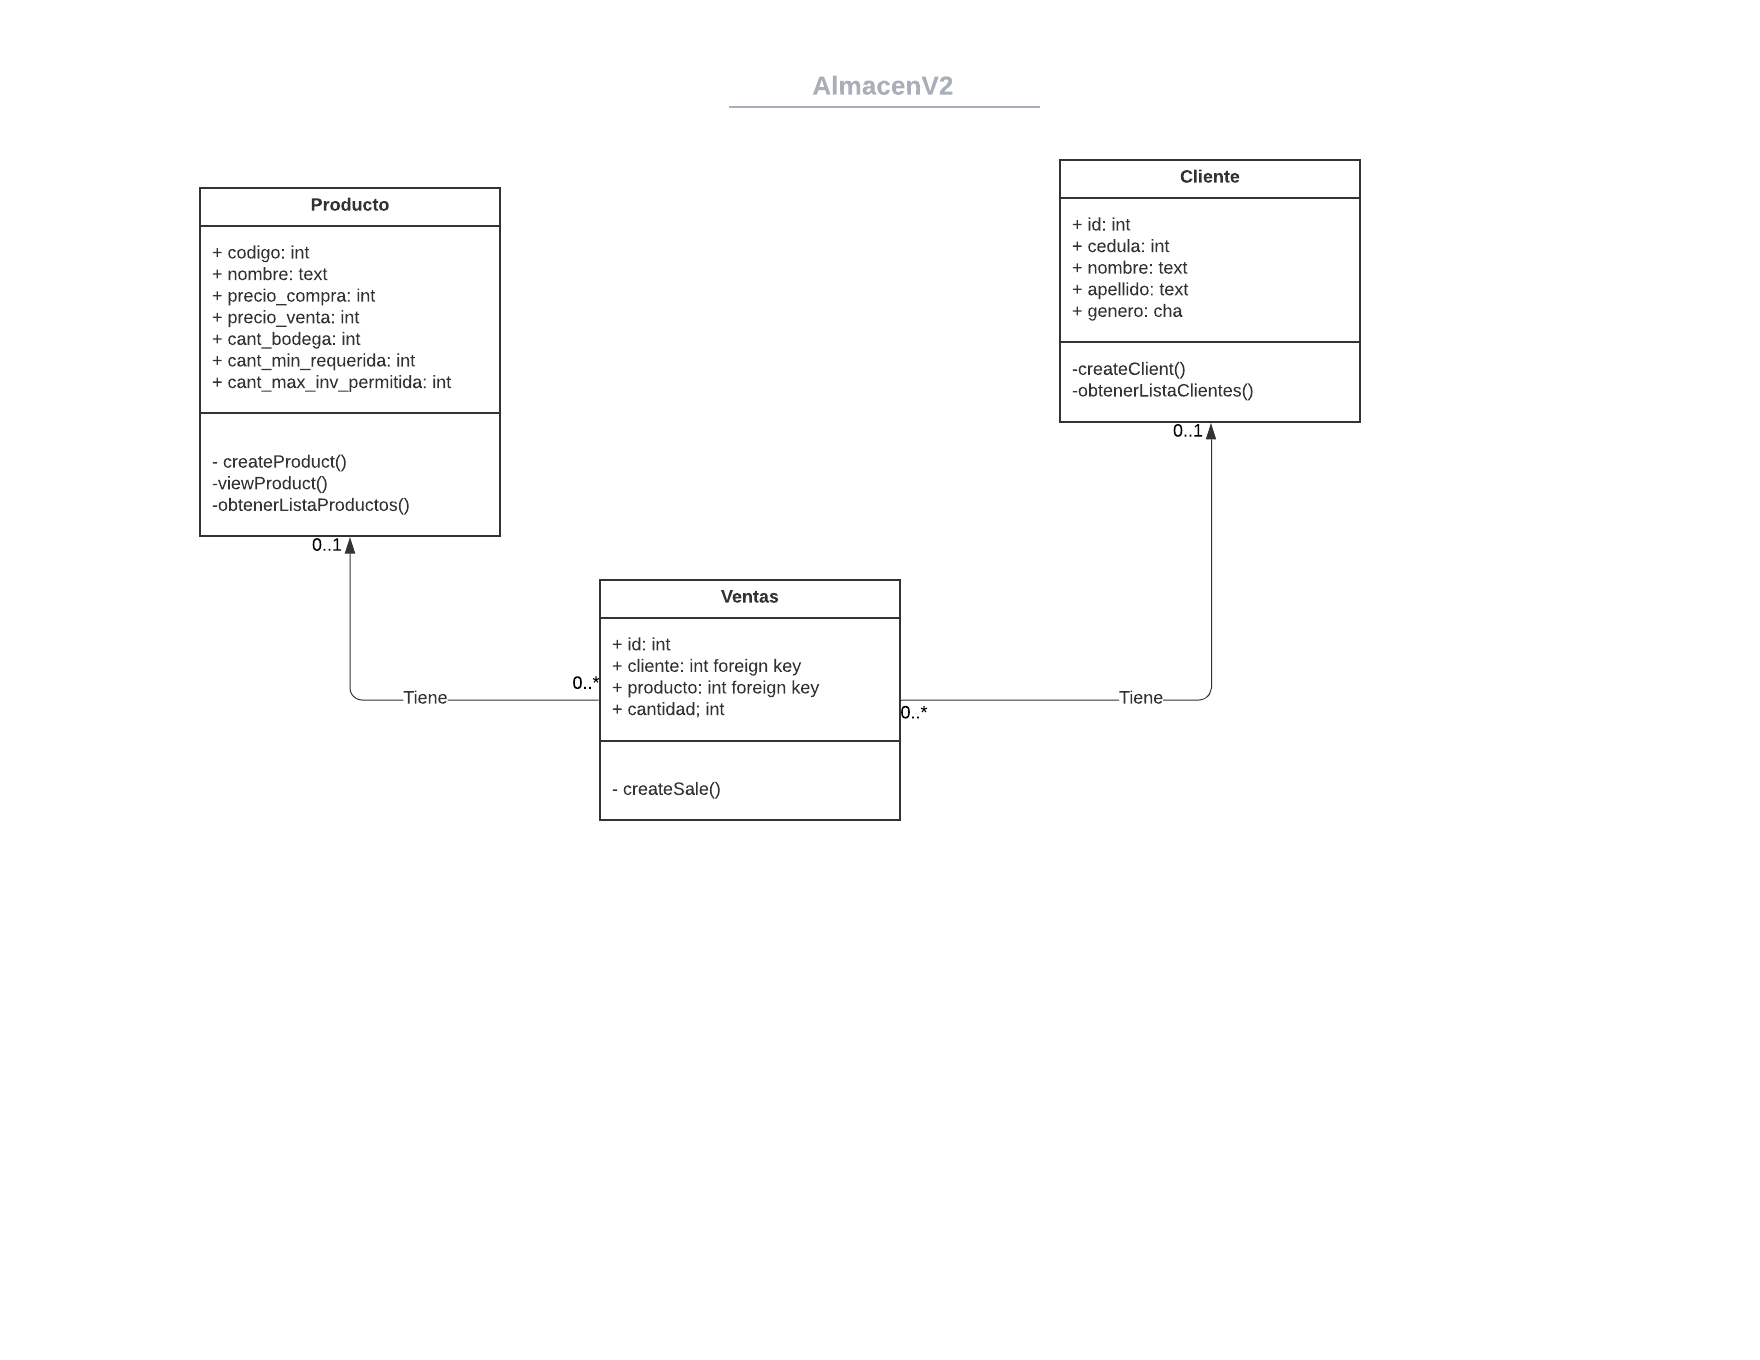 AlmacenV2
Producto
+ codigo: int
+ nombre: text
+ precio_compra: int
+ precio_venta: int
+ cant_bodega: int
+ cant_min_requerida: int
+ cant_max_inv_permitida: int
- createProduct()
-viewProduct()
-obtenerListaProductos()
0..1
Cliente
+ id: int
+ cedula: int
+ nombre: text
+ apellido: text
+ genero: cha
-createClient()
-obtenerListaClientes()
0..1
Ventas
+ id: int
+ cliente: int foreign key
+ producto: int foreign key
+ cantidad; int
- createSale()
0..*
Tiene
0..*
Tiene